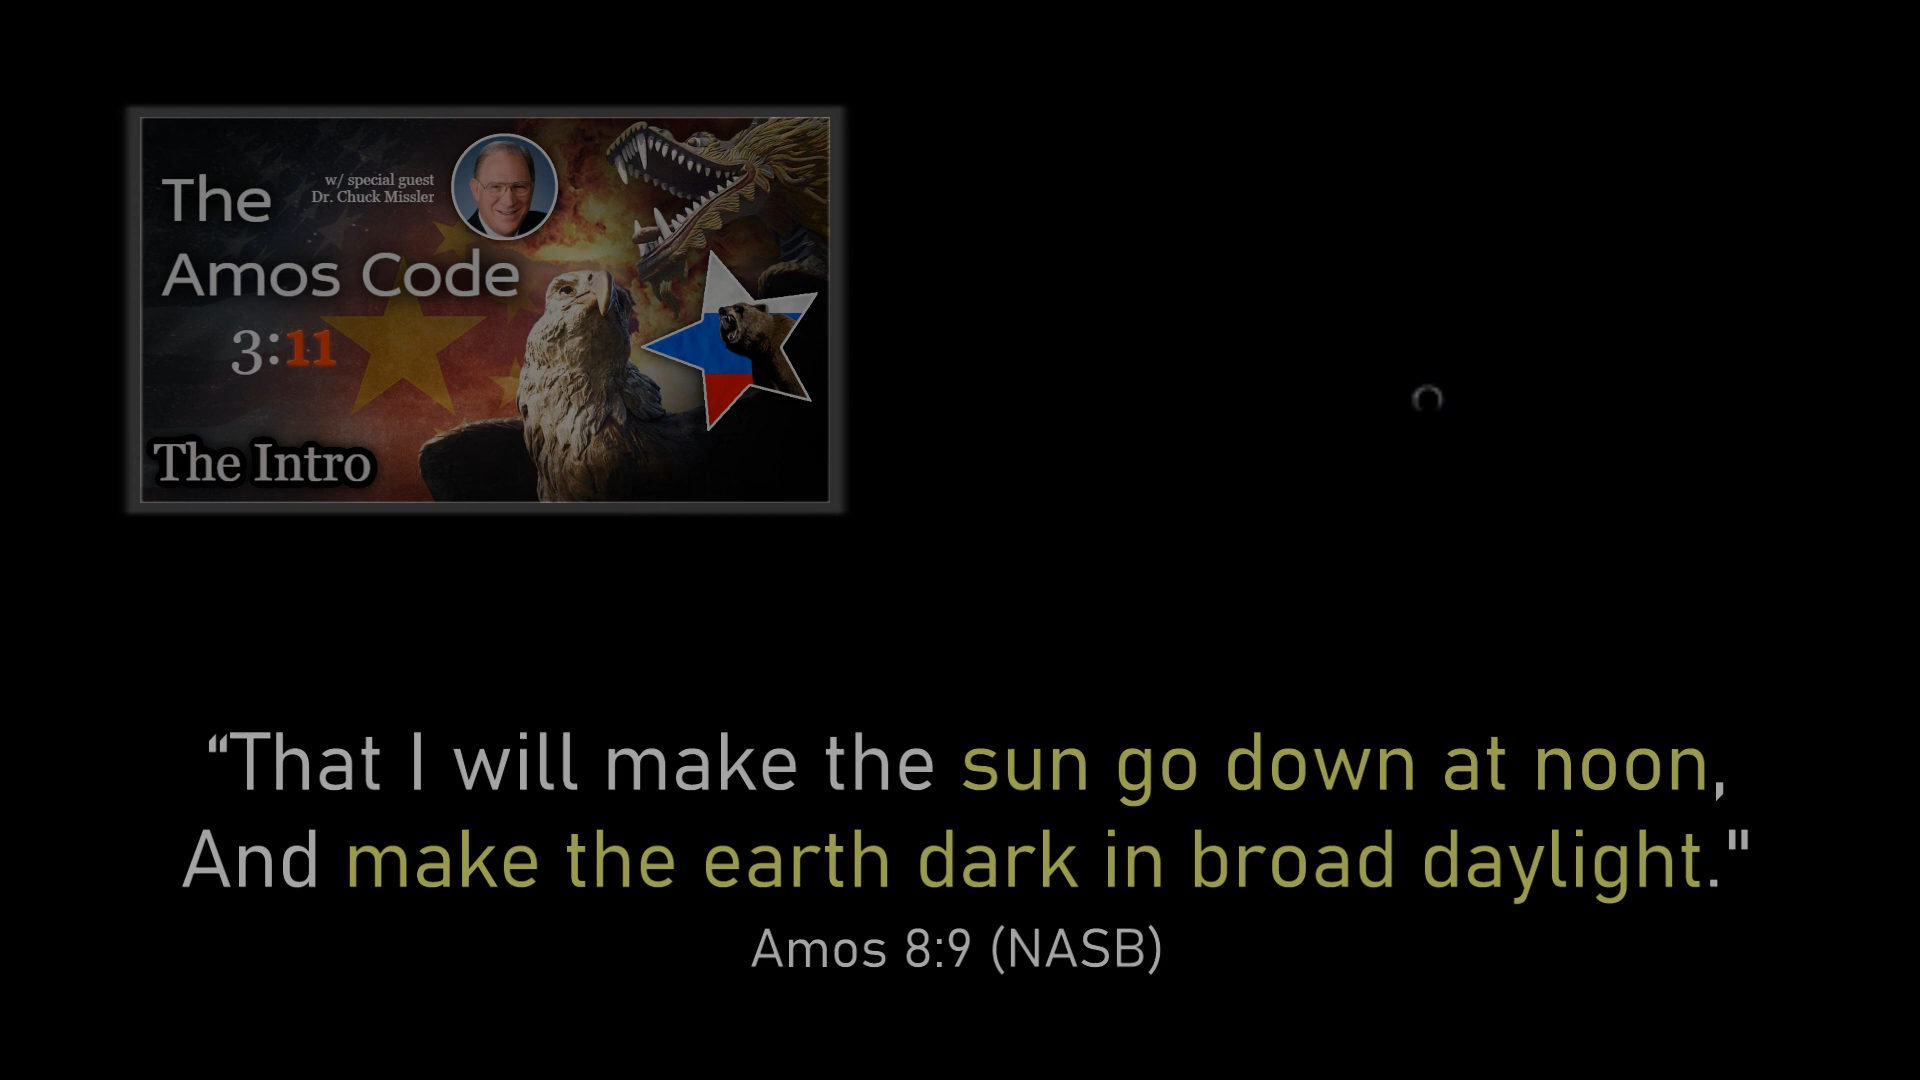 The
w/ special guest
Dr. Chuck Missler
Amos Code
3:11
The Intro
“That I will make the sun go down at noon,
And make the earth dark in broad daylight."
Amos 8:9 (NASB)